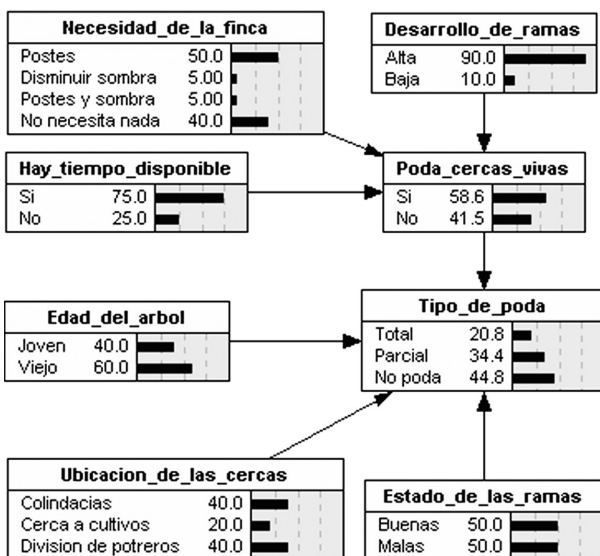 Necesidad_de_la_finca
Postes 50.0
Disminuir sombra 5.00
Postes y sombra 5.00
No necesita nada 40.0
Desarrollo_de_ramas
Alta 90.0
Baja 10.0
Hay_tiempo_disponible
Si 75.0
No 25.0
Poda_cercas_vivas
Si 58.6
No 41.5
Edad_del_arbol
Joven 40.0
Viejo 60.0
Tipo_de_poda
Total 20.8
Parcial 34.4
No poda 44.8
Ubicacion_de_las_cercas
Colindacias 40.0
Cerca a cultivos 20.0
Division de potreros 40.0
Estado_de_las_ramas
Buenas 50.0
Malas 50.0